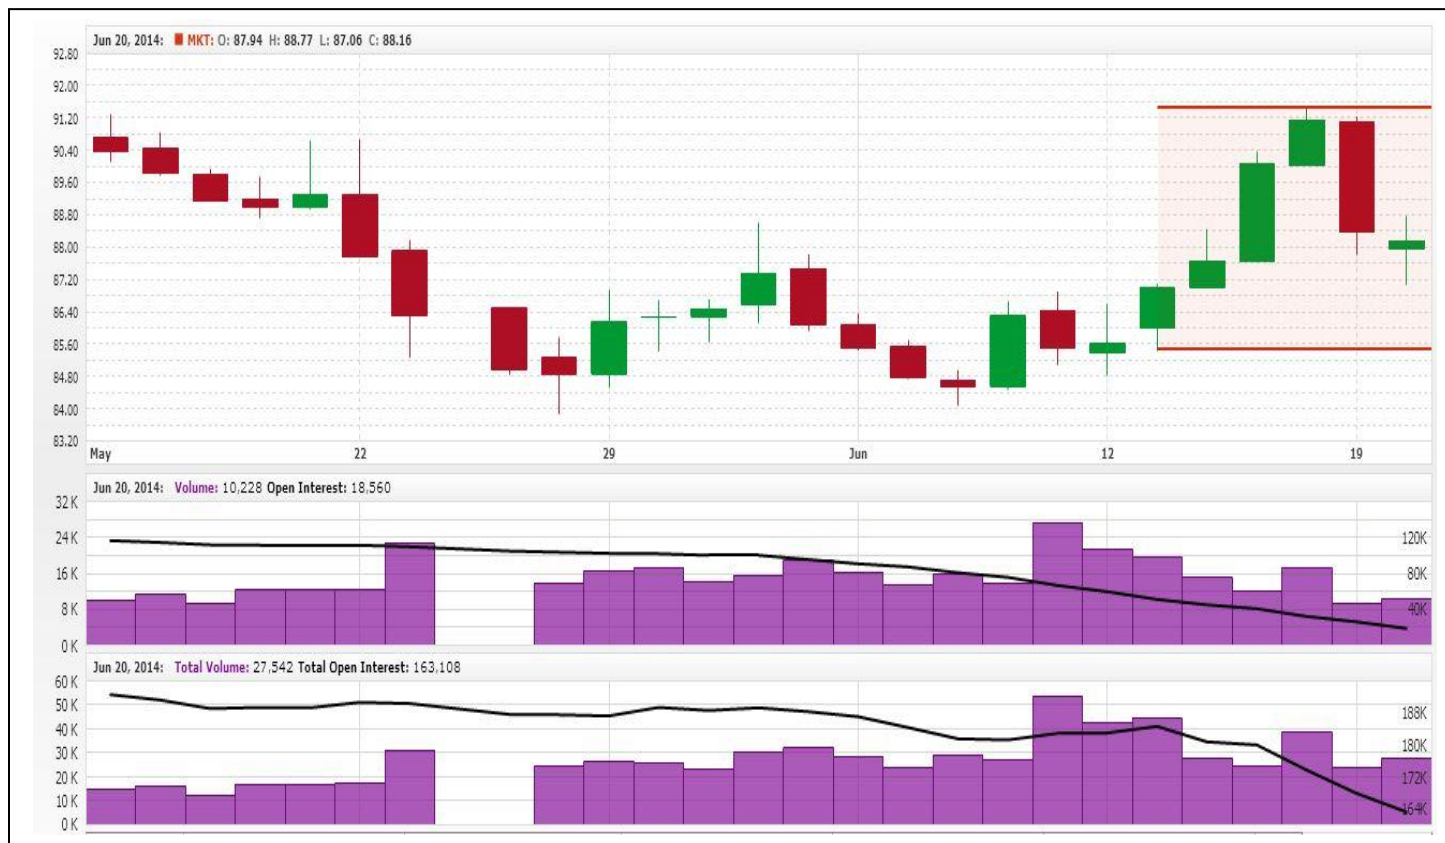 Jun 20, 2014: MKT: O: 87.94 H: 88.77 L: 87.06 C: 88.16
92.80
92.00
91.20
90.40
89.60
88.80
88.00
87.20
86.40
85.60
84.80
84.00
83.20
May 22 29 Jun 12 19
Jun 20, 2014: Volume: 10,228 Open Interest: 18,560
32 K
24 K 120K
16 K 80K
8 K 40K
0 K
Jun 20, 2014: Total Volume: 27,542 Total Open Interest: 163,108
60 K
50 K 188K
40 K
30 K 180K
20 K 172K
10 K 164K
0 K